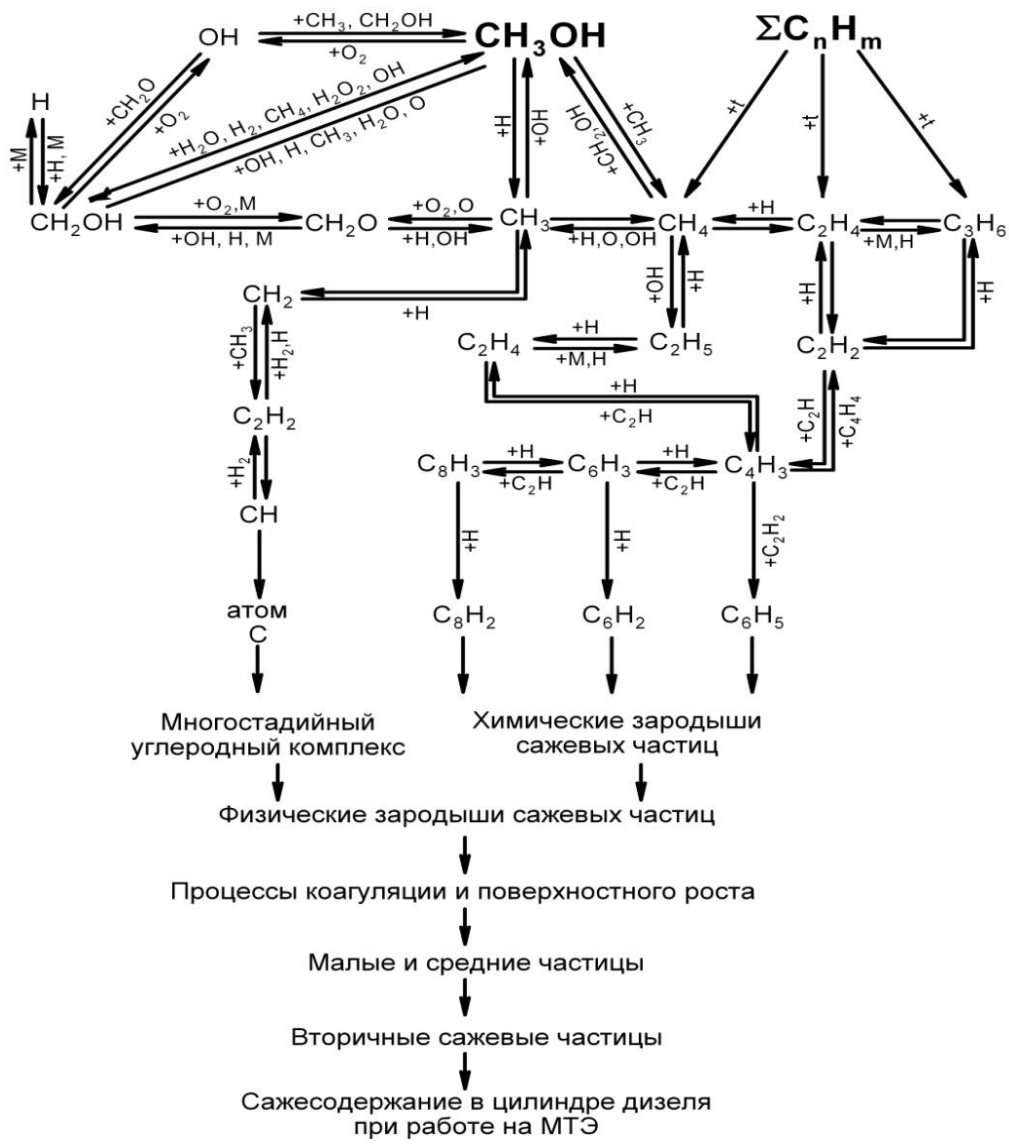 +CH₃, CH₂OH
OH
CH₃OH
ΣCₙHₘ
+O₂
+CH₂O
+O₂
+H₂O, H₂, CH₄, H₂O₂, OH
+OH, H, CH₃, H₂O, O
H
+M
+H, M
+H
+OH
+CH₃
+CH₂,OH
+t
+t
+t
CH₂OH
+O₂,M
+OH, H, M
CH₂O
+O₂,O
+H,OH
CH₃
+H,O,OH
CH₄
+H
C₂H₄
+M,H
C₃H₆
CH₂
+H
+OH
+H
+H
+H
+CH₃
+H₂,H
C₂H₄
+H
+M,H
C₂H₅
C₂H₂
+H
+C₂H
+C₂H
+C₄H₄
C₂H₂
+H₂
C₈H₃
+H
+C₂H
C₆H₃
+H
+C₂H
C₄H₃
CH
+H
+H
+C₂H₂
атом
C
C₈H₂
C₆H₂
C₆H₅
Многостадийный
углеродный комплекс
Химические зародыши
сажевых частиц
Физические зародыши сажевых частиц
Процессы коагуляции и поверхностного роста
Малые и средние частицы
Вторичные сажевые частицы
Сажесодержание в цилиндре дизеля
при работе на МТЭ